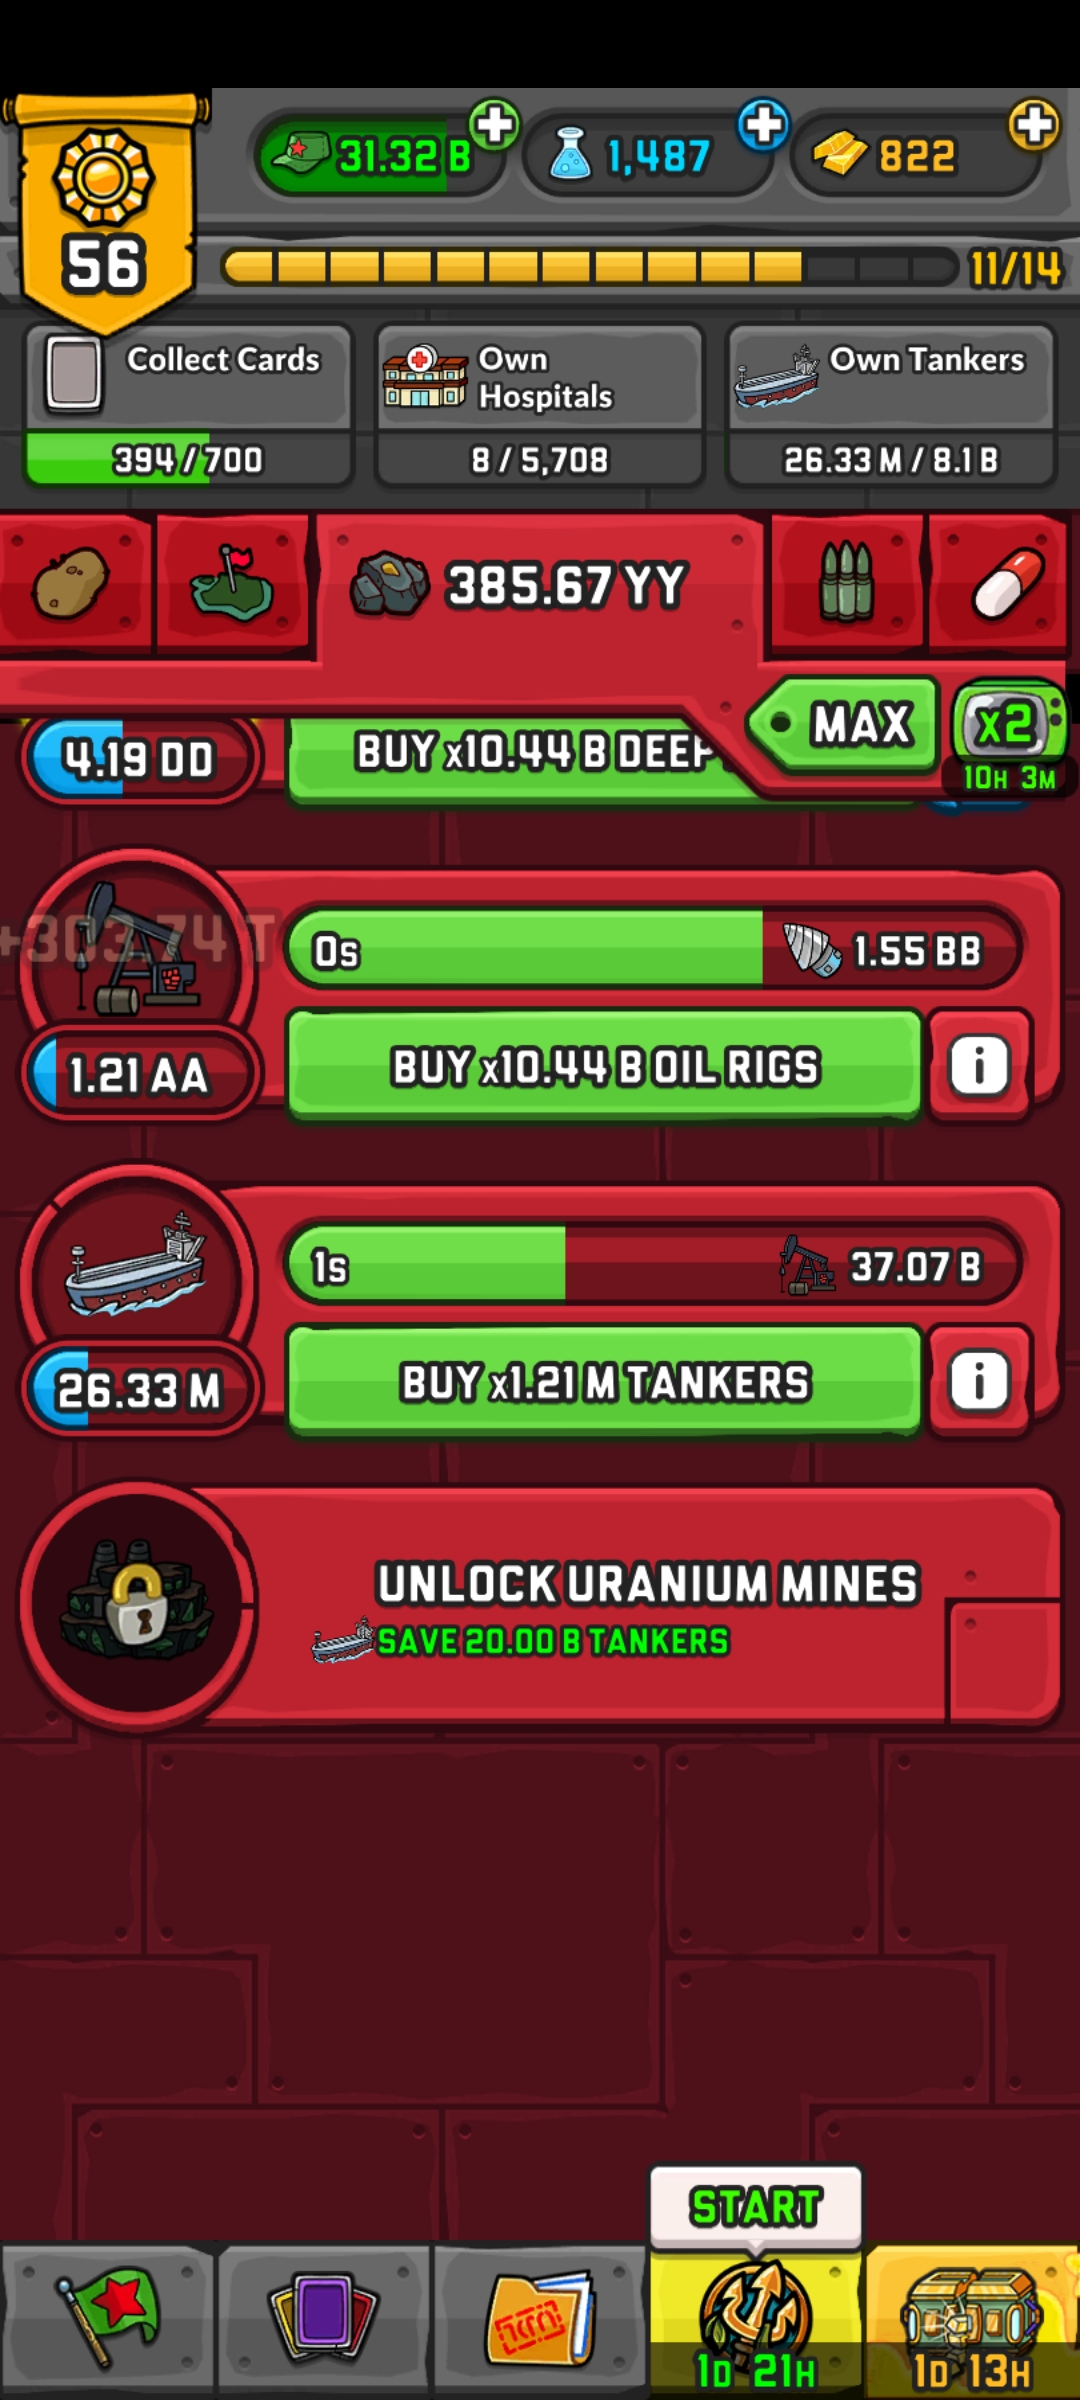 31.32 B
1,487
822
56
11/14
Collect Cards
394 / 700
Own
Hospitals
8 / 5,708
Own Tankers
26.33 M / 8.1 B
385.67 YY
MAX
X2
10H 3M
4.19 DD
BUY x10.44 B DEEP
+303.74 T
0s
1.55 BB
1.21 AA
BUY x10.44 B OIL RIGS
i
1s
37.07 B
26.33 M
BUY x1.21 M TANKERS
i
UNLOCK URANIUM MINES
SAVE 20.00 B TANKERS
START
1D 21H
1D 13H